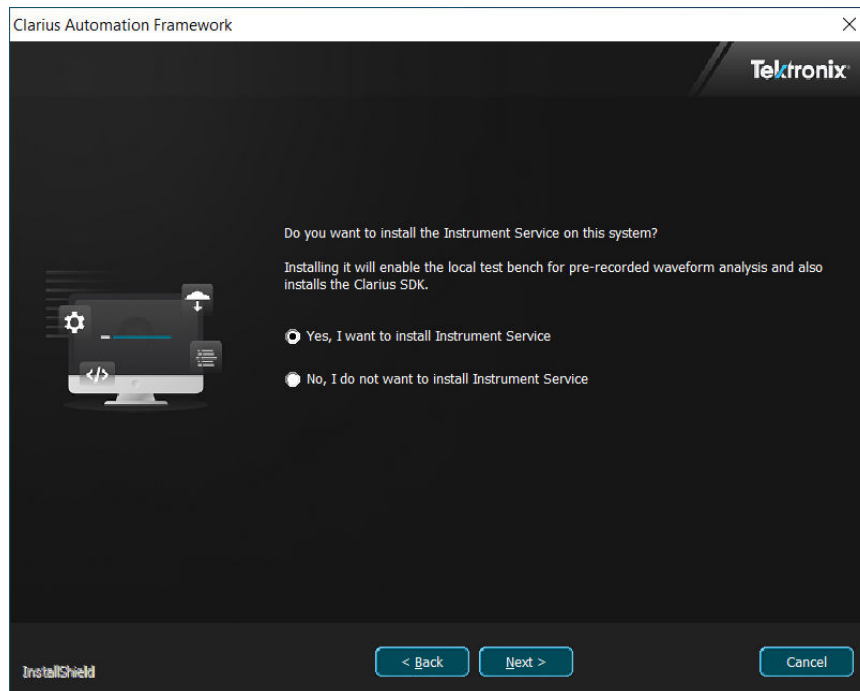 Clarius Automation Framework
Tektronix
Do you want to install the Instrument Service on this system?
Installing it will enable the local test bench for pre-recorded waveform analysis and also
installs the Clarius SDK.
Yes, I want to install Instrument Service
No, I do not want to install Instrument Service
</>
InstallShield
< Back
Next >
Cancel